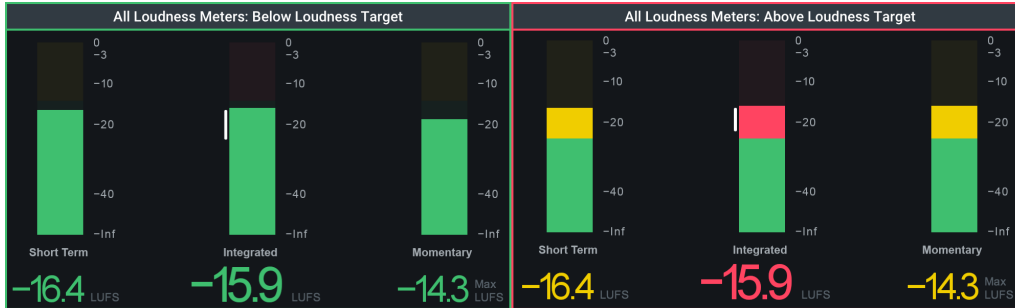 All Loudness Meters: Below Loudness Target
0
−3
−10
−20
−40
−Inf
Short Term
−16.4 LUFS
0
−3
−10
−20
−40
−Inf
Integrated
−15.9 LUFS
0
−3
−10
−20
−40
−Inf
Momentary
−14.3 Max LUFS
All Loudness Meters: Above Loudness Target
0
−3
−10
−20
−40
−Inf
Short Term
−16.4 LUFS
0
−3
−10
−20
−40
−Inf
Integrated
−15.9 LUFS
0
−3
−10
−20
−40
−Inf
Momentary
−14.3 Max LUFS